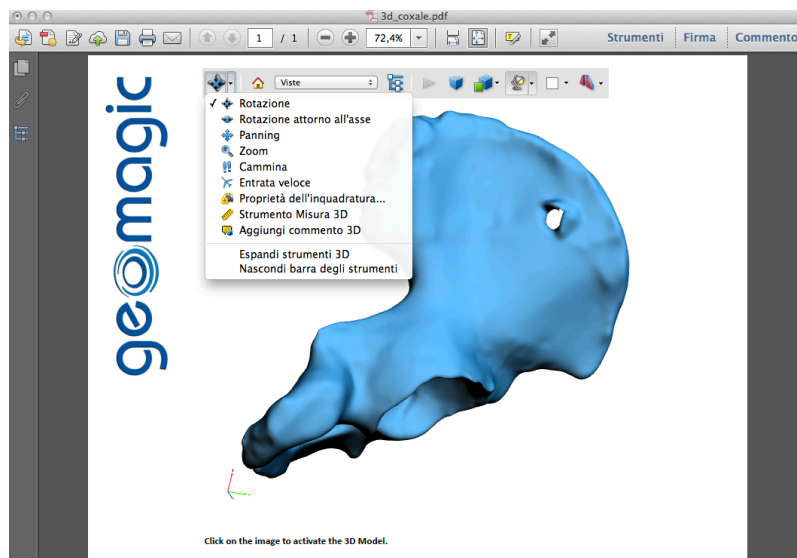 3d_coxale.pdf
1 / 1
72,4%
Strumenti Firma Commento
geomagic
Viste
✓ Rotazione
Rotazione attorno all'asse
Panning
Zoom
Cammina
Entrata veloce
Proprietà dell'inquadratura...
Strumento Misura 3D
Aggiungi commento 3D
Espandi strumenti 3D
Nascondi barra degli strumenti
Click on the image to activate the 3D Model.